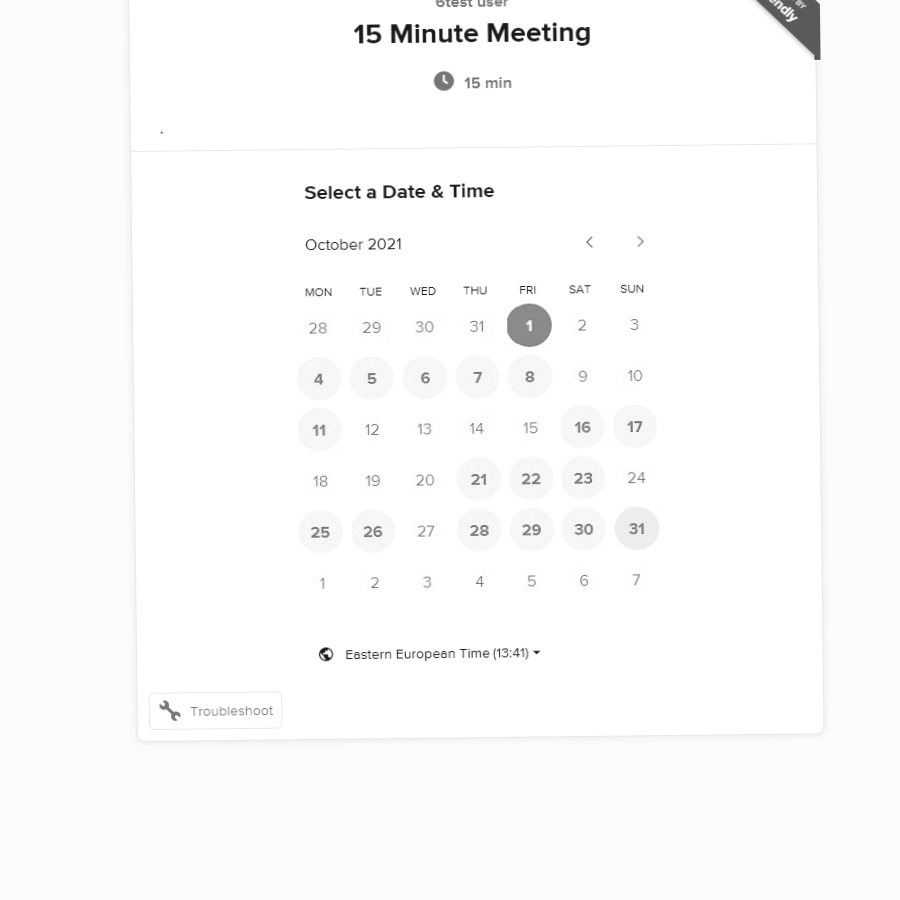 6test user
15 Minute Meeting
BY
15 min
Select a Date & Time
October 2021
MON TUE WED THU FRI SAT SUN
28 29 30 31 1 2 3
4 5 6 7 8 9 10
11 12 13 14 15 16 17
18 19 20 21 22 23 24
25 26 27 28 29 30 31
1 2 3 4 5 6 7
Eastern European Time (13:41)
Troubleshoot